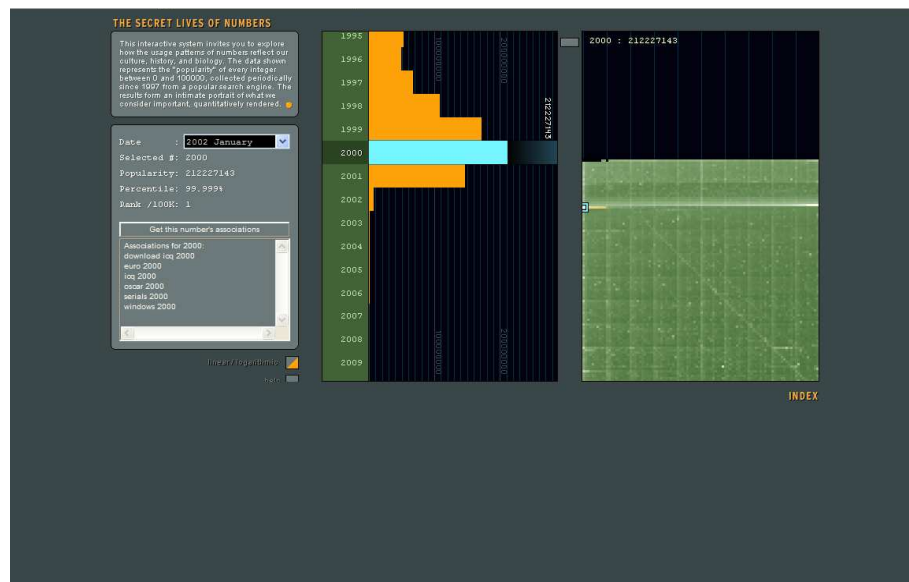 THE SECRET LIVES OF NUMBERS
This interactive system invites you to explore
how the usage patterns of numbers reflect our
culture, history, and biology. The data shown
represents the "popularity" of every integer
between 0 and 100000, collected periodically
since 1997 from a popular search engine. The
results form an intimate portrait of what we
consider important, quantitatively rendered.
Date : 2002 January
Selected #: 2000
Popularity: 212227143
Percentile: 99.999%
Rank /100K: 1
Get this number's associations
Associations for 2000:
download icq 2000
euro 2000
icq 2000
oscar 2000
serials 2000
windows 2000
linear/logarithmic
1995
1996
1997
1998
1999
2000
2001
2002
2003
2004
2005
2006
2007
2008
2009
100000000
200000000
212227143
100000000
200000000
2000 : 212227143
INDEX